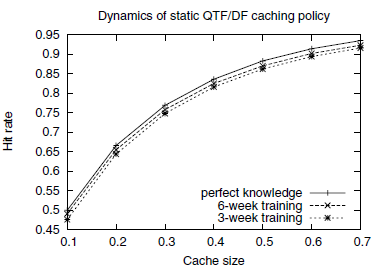 Dynamics of static QTF/DF caching policy
Hit rate
0.95
0.9
0.85
0.8
0.75
0.7
0.65
0.6
0.55
0.5
0.45
perfect knowledge
6-week training
3-week training
0.1 0.2 0.3 0.4 0.5 0.6 0.7
Cache size